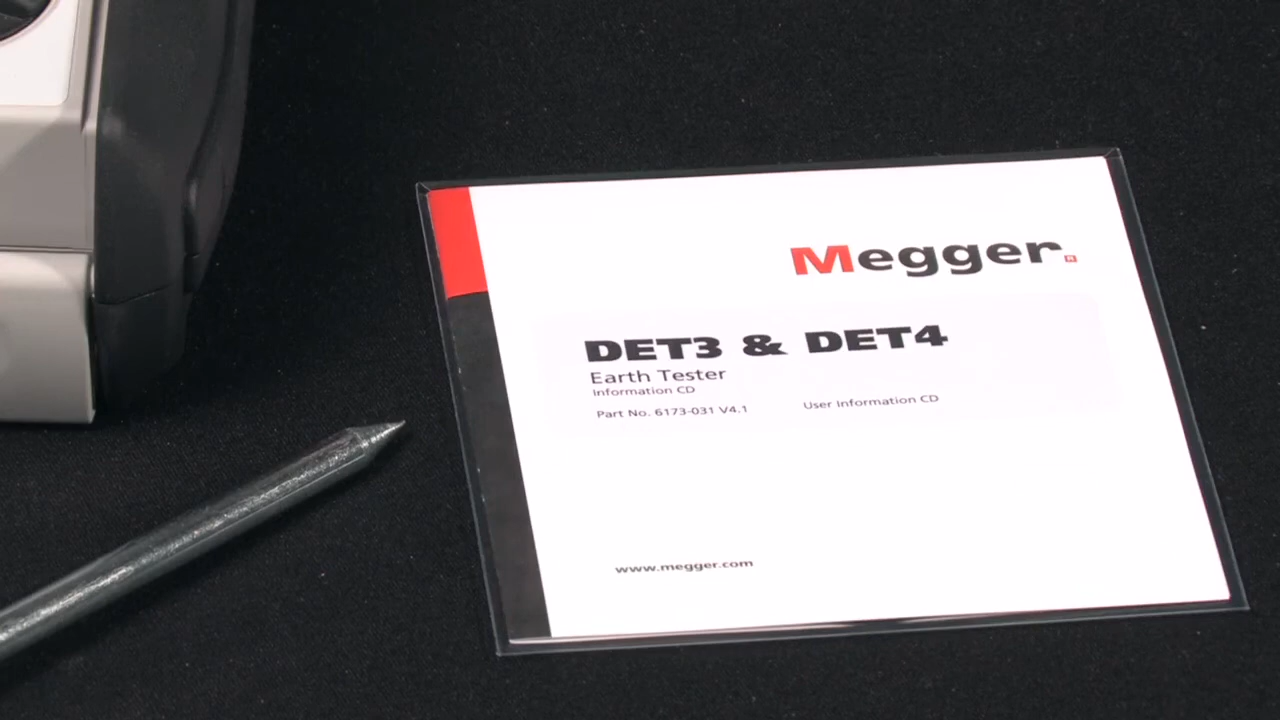 Megger.
DET3 & DET4
Earth Tester
Information CD
Part No. 6173-031 V4.1 User Information CD
www.megger.com